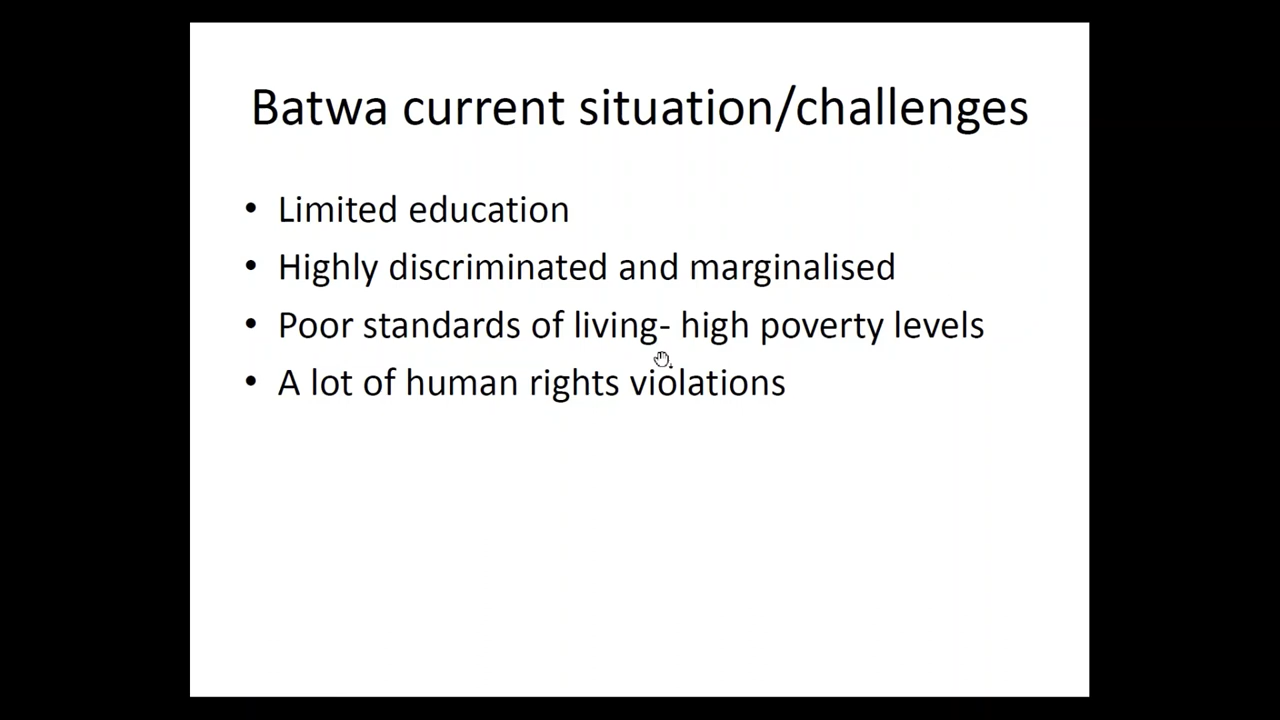 Batwa current situation/challenges
• Limited education
• Highly discriminated and marginalised
• Poor standards of living- high poverty levels
• A lot of human rights violations